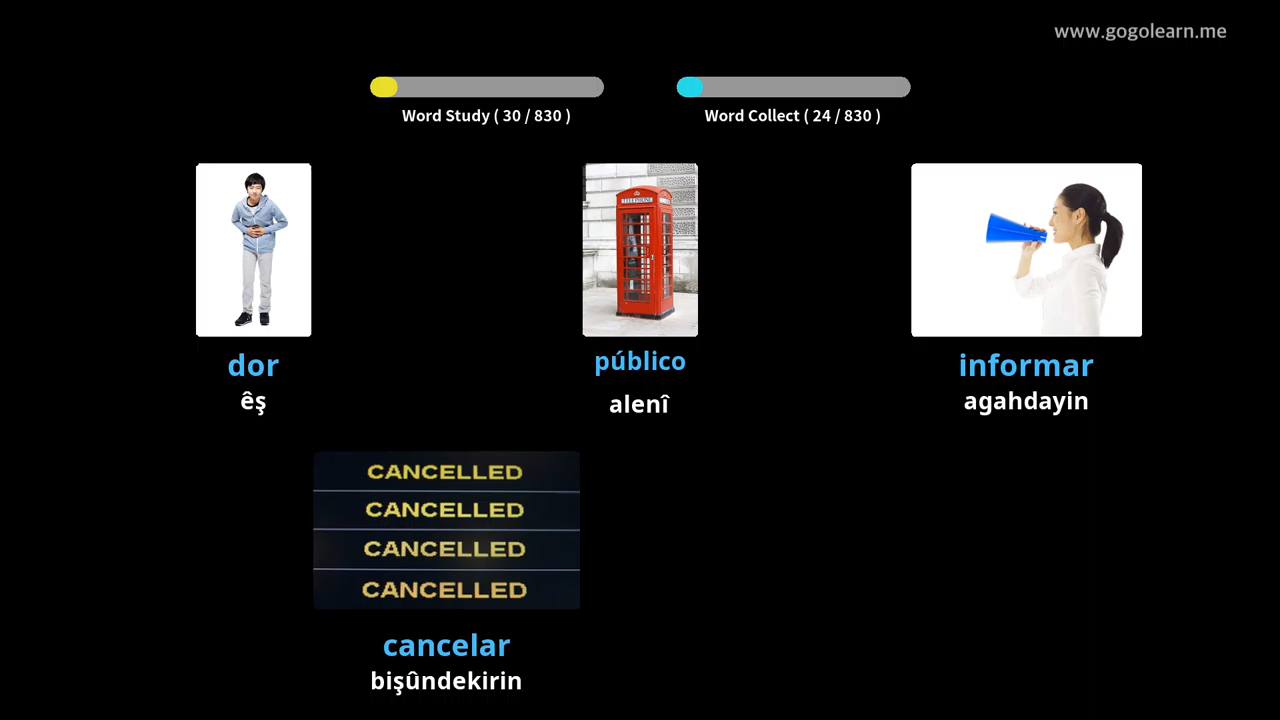 www.gogolearn.me
Word Study ( 30 / 830 )
Word Collect ( 24 / 830 )
TELEPHONE
dor
público
informar
êş
alenî
agahdayin
CANCELLED
CANCELLED
CANCELLED
CANCELLED
cancelar
bişûndekirin